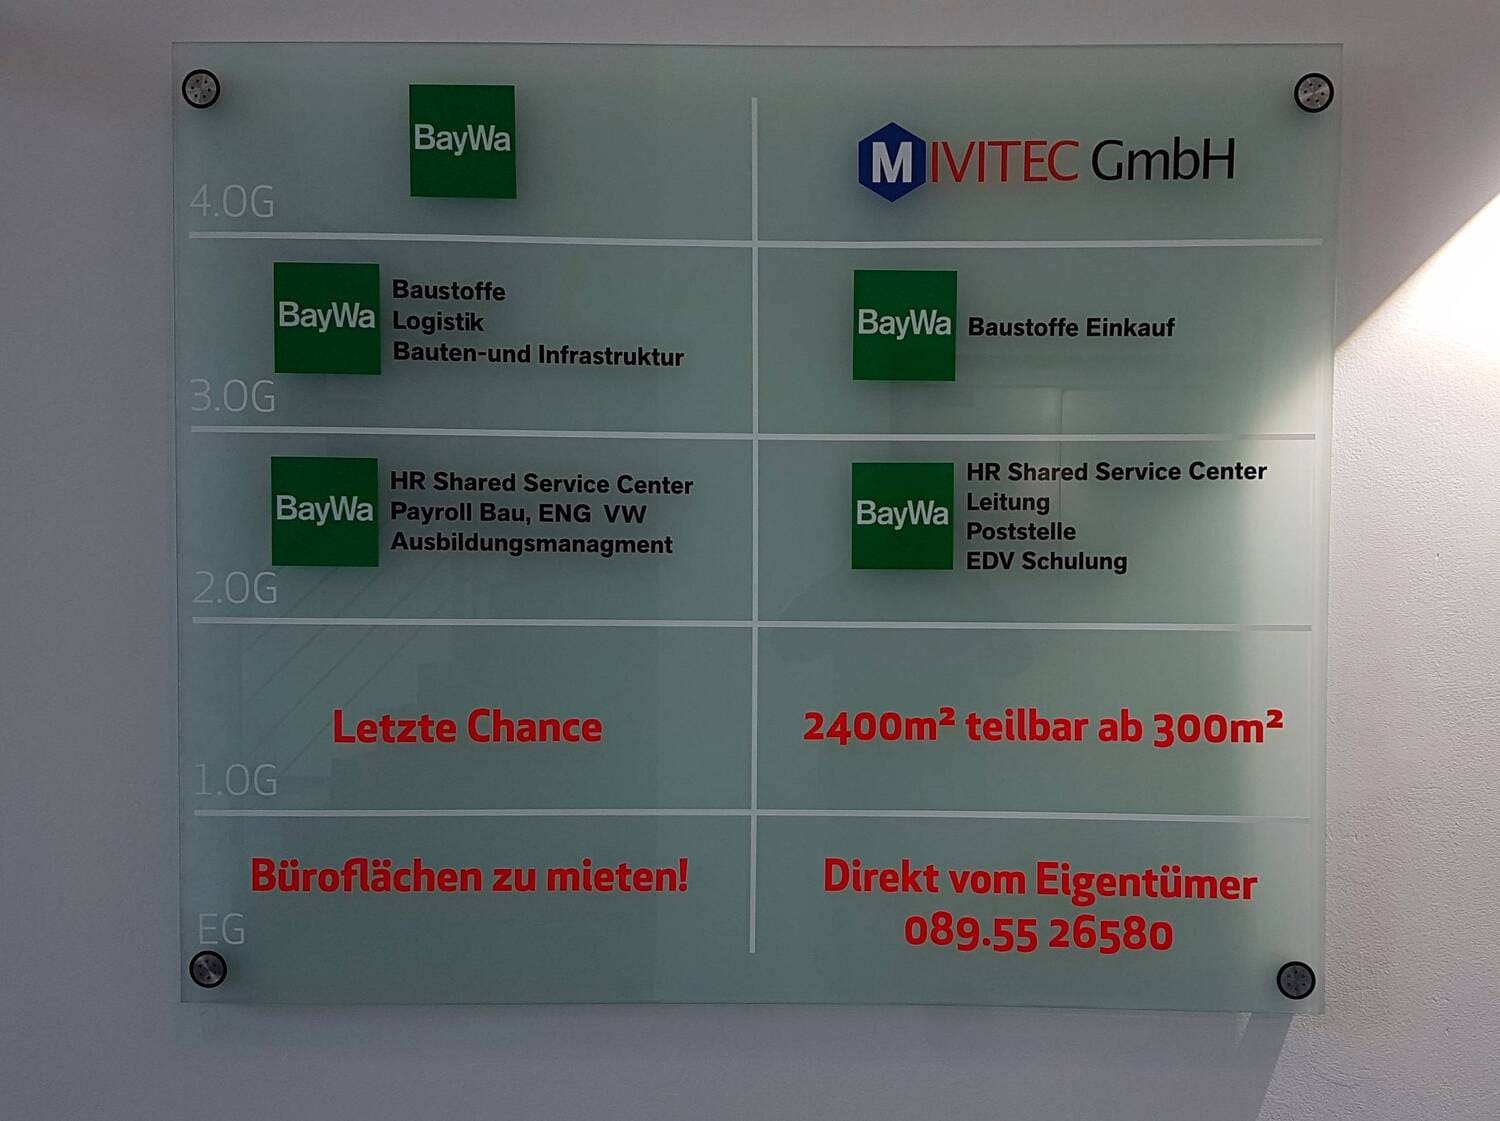 BayWa
MIVITEC GmbH
4.OG
BayWa
Baustoffe
Logistik
Bauten-und Infrastruktur
BayWa
Baustoffe Einkauf
3.OG
BayWa
HR Shared Service Center
Payroll Bau, ENG VW
Ausbildungsmanagment
BayWa
HR Shared Service Center
Leitung
Poststelle
EDV Schulung
2.OG
Letzte Chance
2400m² teilbar ab 300m²
1.OG
Büroflächen zu mieten!
Direkt vom Eigentümer
089.55 26580
EG